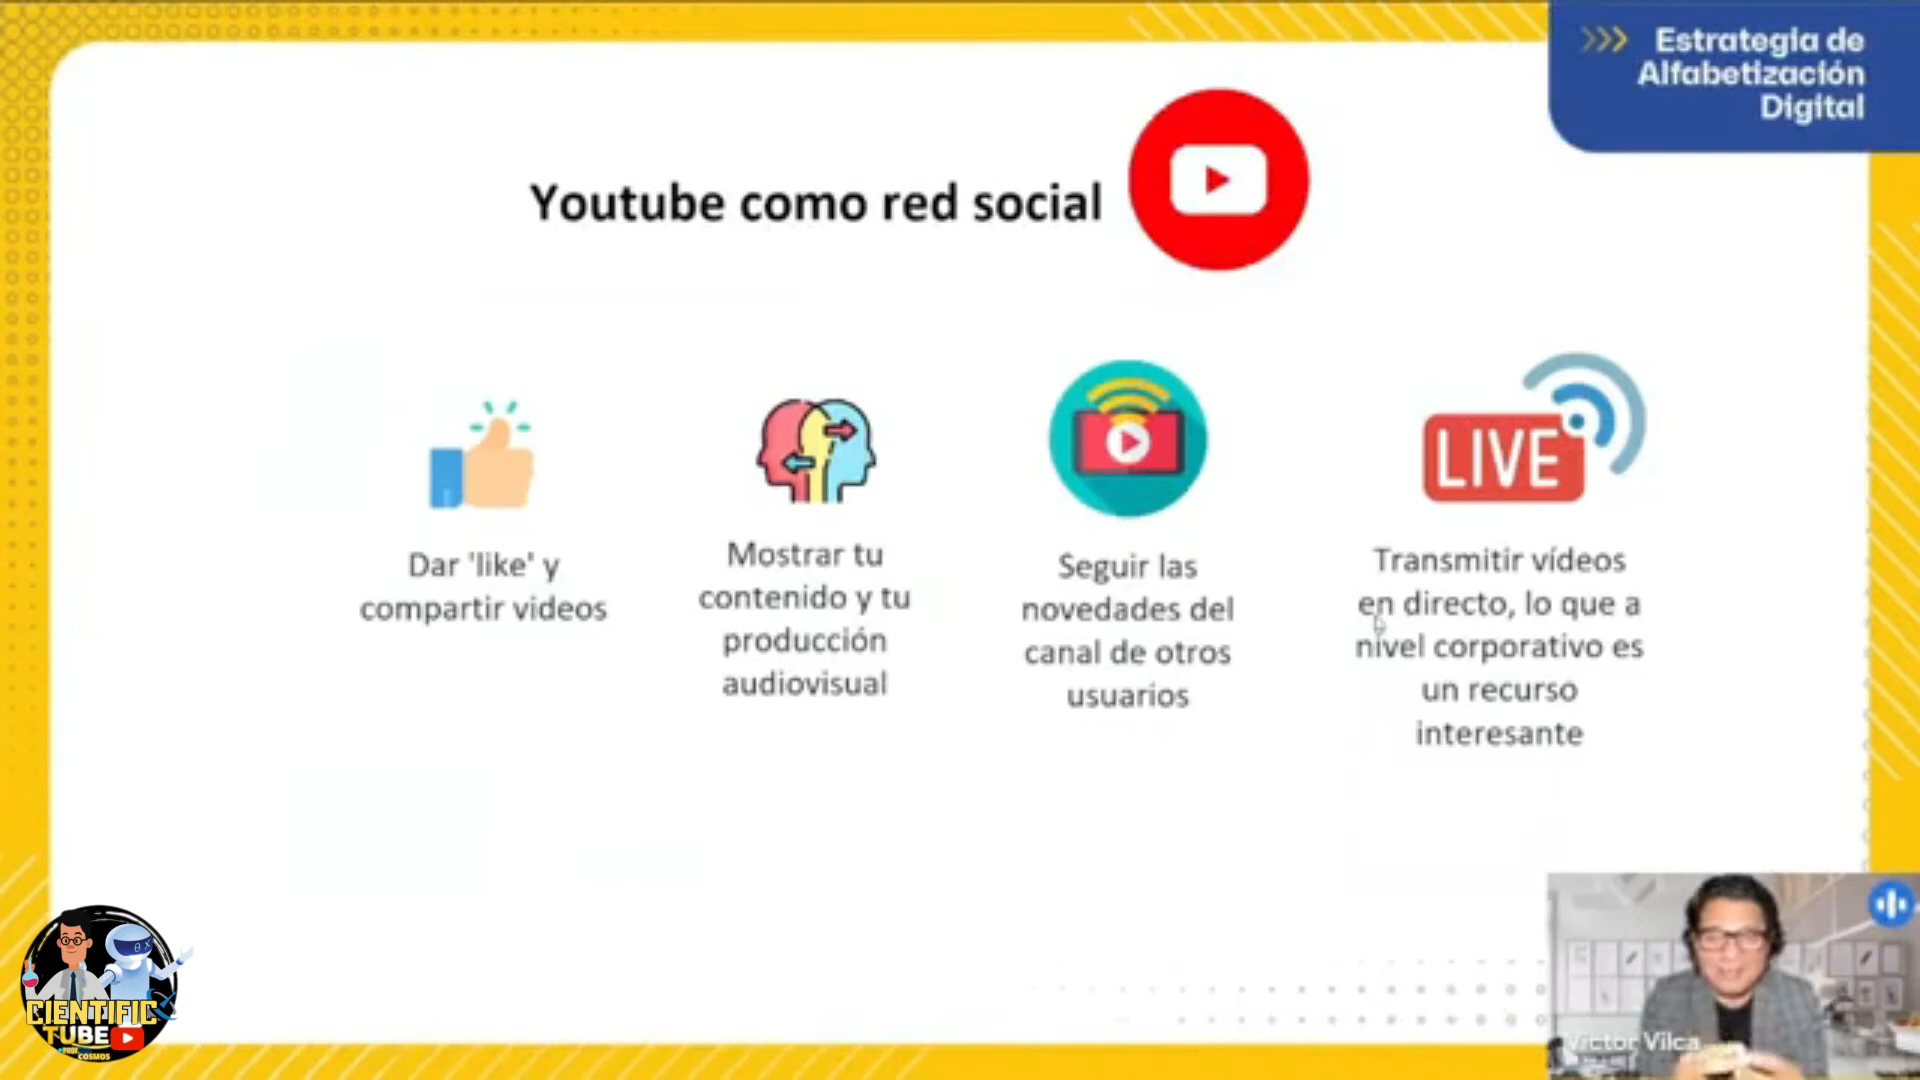 Estrategia de
Alfabetización
Digital
Youtube como red social
Dar 'like' y
compartir videos
Mostrar tu
contenido y tu
producción
audiovisual
Seguir las
novedades del
canal de otros
usuarios
LIVE
Transmitir vídeos
en directo, lo que a
nivel corporativo es
un recurso
interesante
CIENTIFIC
TUBE
PROF
COSMOS
Victor Vilca